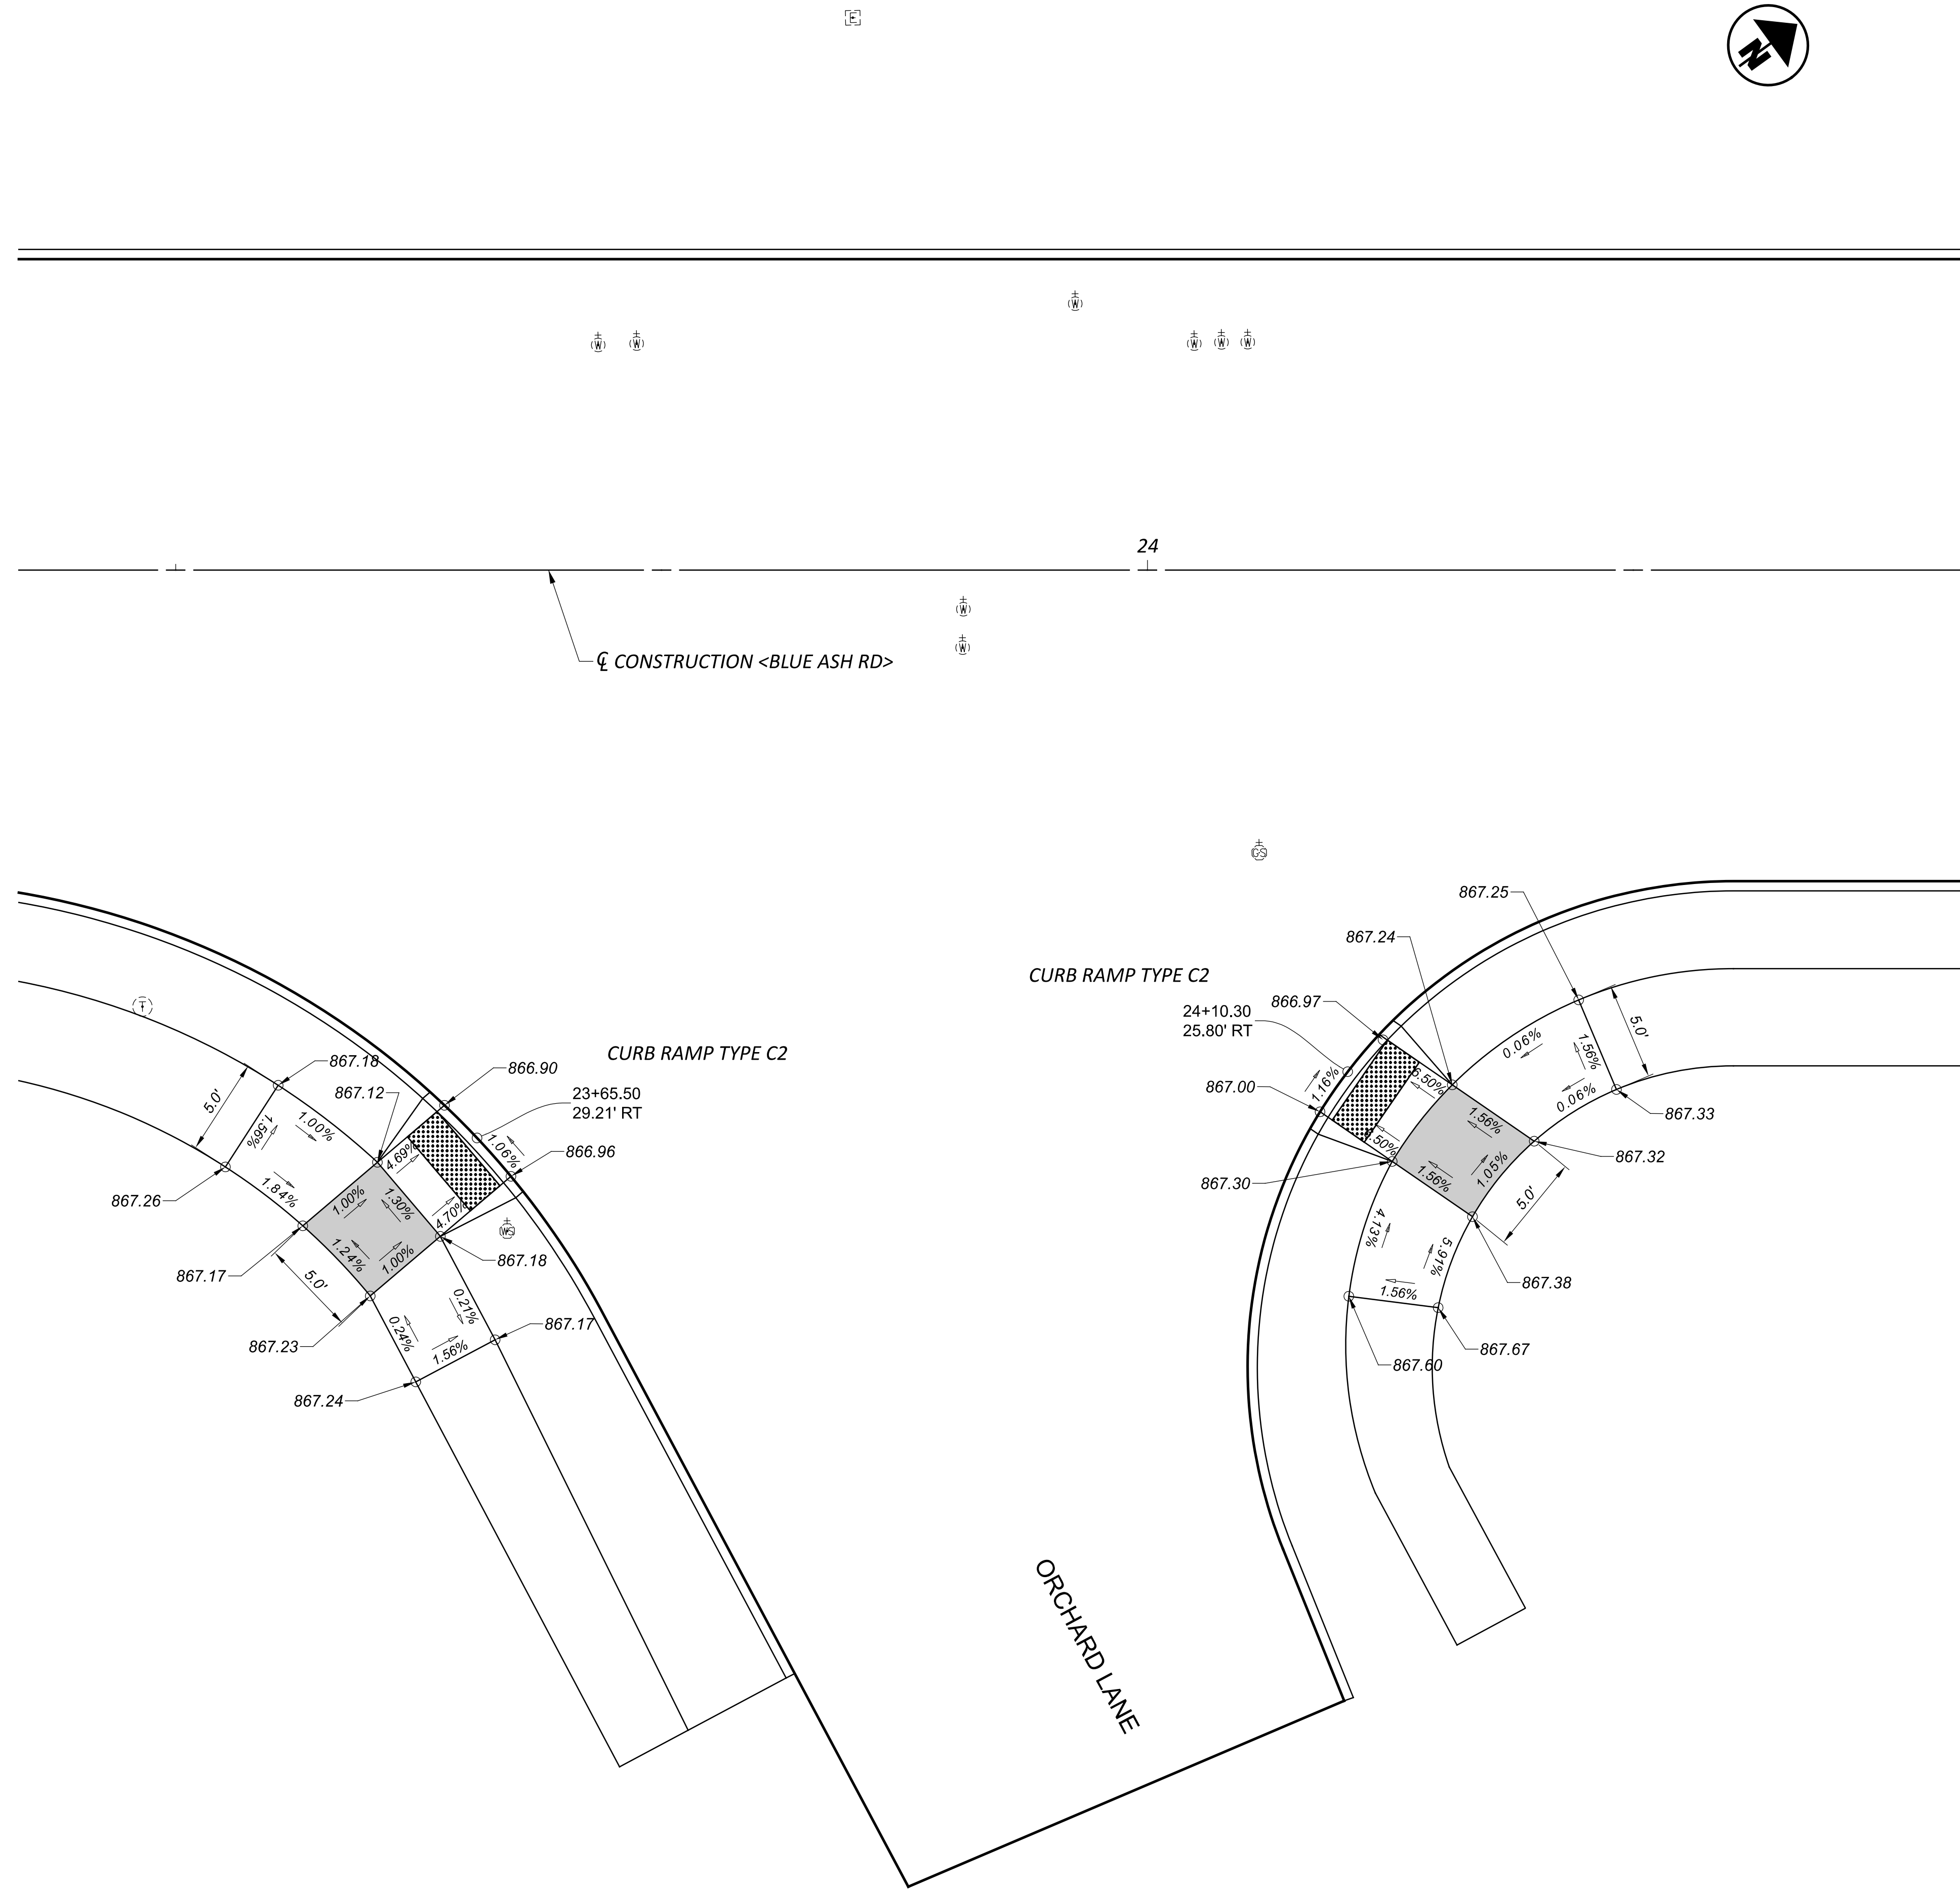 E
N
W
W
W
W
W
W
24
W
W
℄ CONSTRUCTION <BLUE ASH RD>
GS
867.25
867.24
CURB RAMP TYPE C2
866.97
24+10.30
25.80' RT
867.00
1.16%
6.50%
0.06%
1.56%
5.0'
0.06%
867.33
1.56%
867.32
1.05%
1.56%
867.30
5.0'
4.13%
5.91%
867.38
1.56%
867.67
867.60
T
CURB RAMP TYPE C2
867.18
867.12
866.90
23+65.50
29.21' RT
5.0'
1.56%
1.00%
1.06%
866.96
4.69%
867.26
1.84%
1.00%
1.30%
4.70%
WS
1.24%
1.00%
867.18
867.17
5.0'
0.21%
867.17
867.23
0.24%
1.56%
867.24
ORCHARD LANE